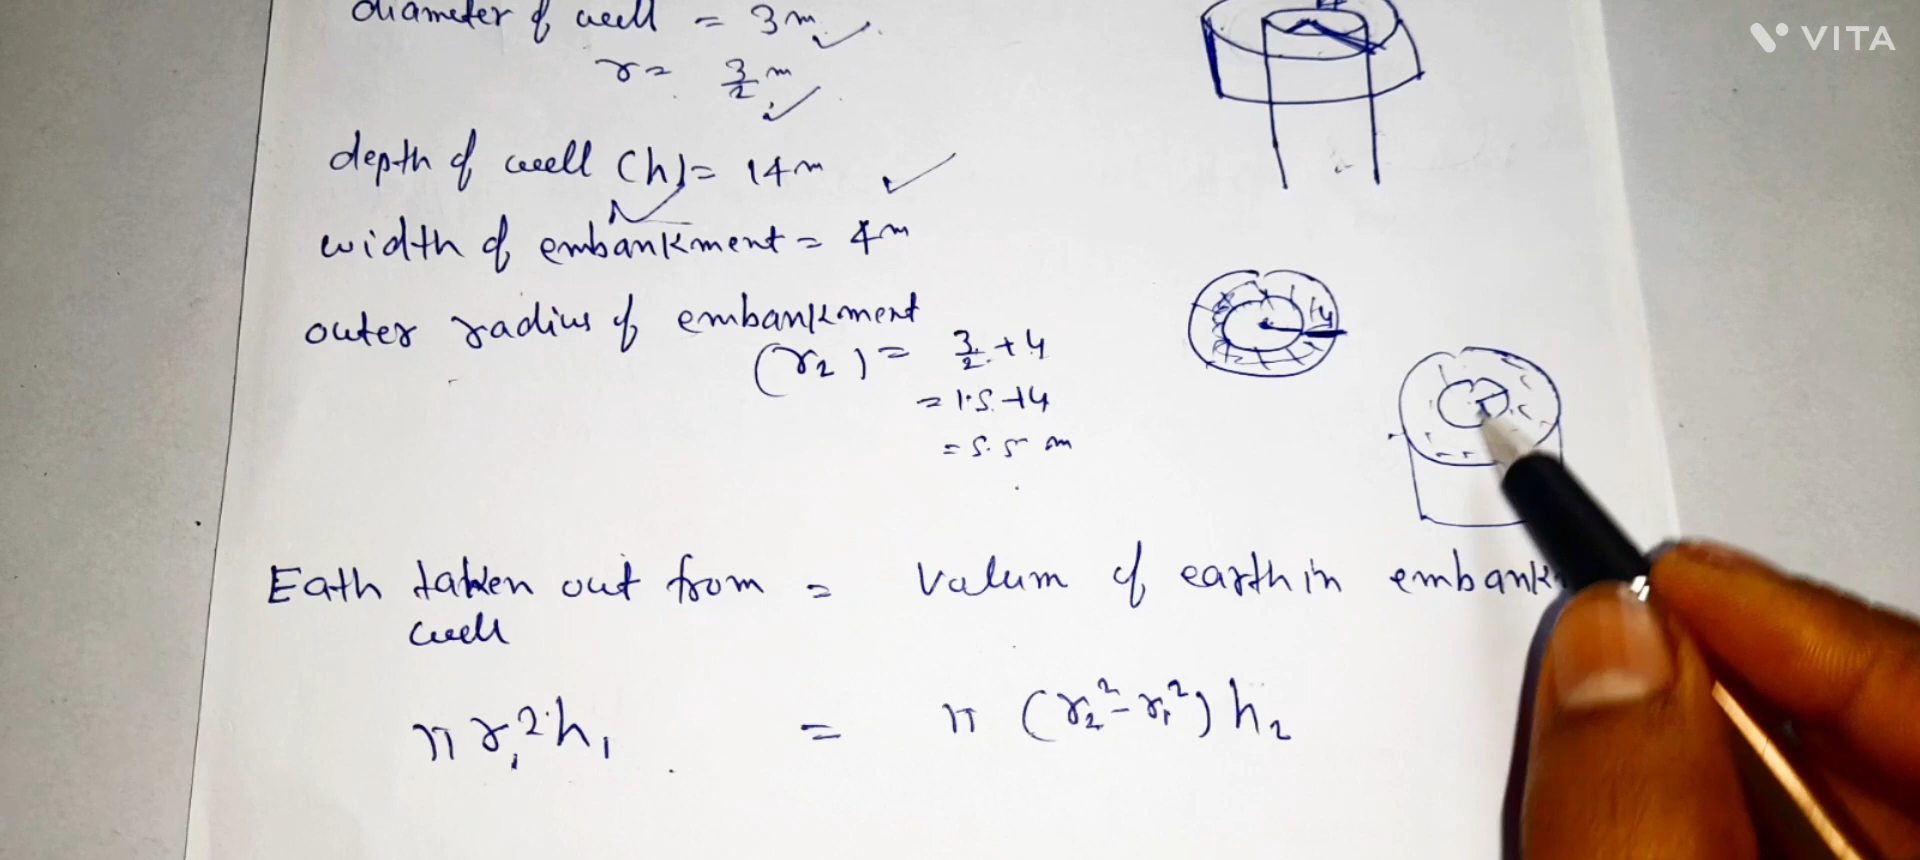 diameter of well = 3m
r = 3/2 m
depth of well (h) = 14m
width of embankment = 4m
outer radius of embankment
(r2) = 3/2 + 4
= 1.5 + 4
= 5.5 m
4
Eath taken out from = Valum of earth in embank
well
π r1² h1 = π (r2² - r1²) h2
VITA